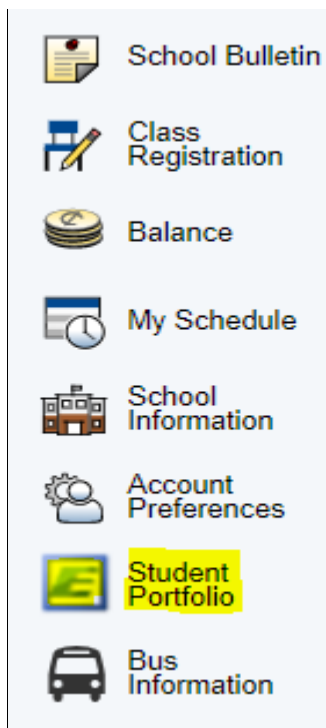 School Bulletin
Class
Registration
Balance
My Schedule
School
Information
Account
Preferences
Student
Portfolio
Bus
Information